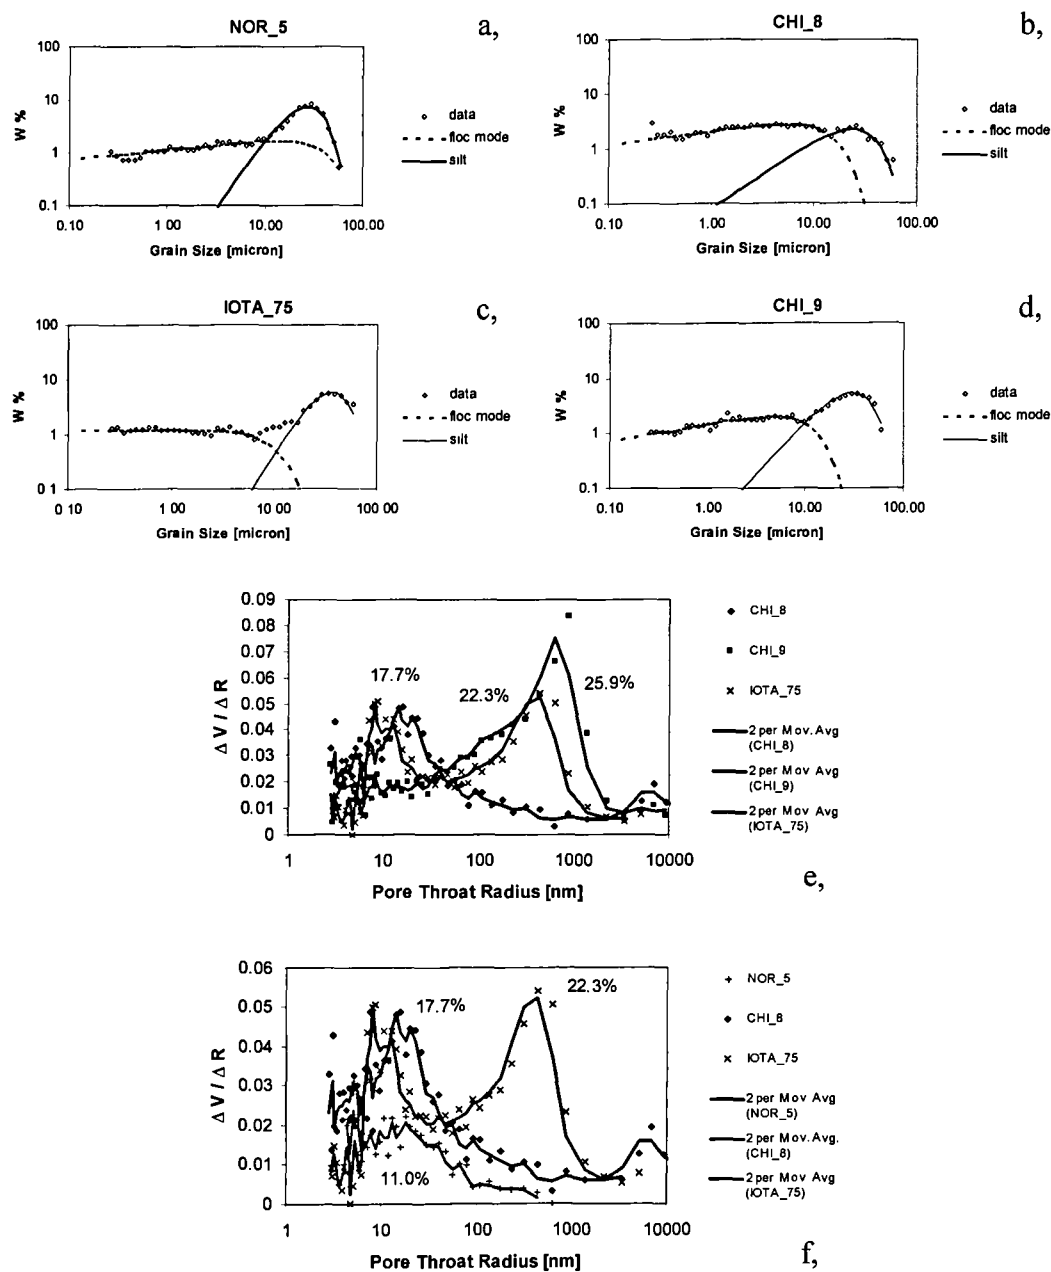 NOR_5
a,
100
10
1
0.1
W %
0.10
1.00
10.00
100.00
Grain Size [micron]
data
floc mode
silt
CHI_8
b,
100
10
1
0.1
W %
0.10
1.00
10.00
100.00
Grain Size [micron]
data
floc mode
silt
IOTA_75
c,
100
10
1
0 1
W %
0 10
1.00
10.00
100.00
Grain Size [micron]
data
floc mode
silt
CHI_9
d,
100
10
1
0.1
W %
0.10
1.00
10.00
100.00
Grain Size [micron]
data
floc mode
silt
0.09
0.08
0.07
0.06
0.05
0.04
0.03
0.02
0.01
0
Δ V / Δ R
17.7%
22.3%
25.9%
1
10
100
1000
10000
Pore Throat Radius [nm]
CHI_8
CHI_9
IOTA_75
2 per Mov. Avg
(CHI_8)
2 per Mov Avg
(CHI_9)
2 per Mov Avg
(IOTA_75)
e,
0.06
0.05
0.04
0.03
0.02
0.01
0
Δ V / Δ R
17.7%
22.3%
11.0%
1
10
100
1000
10000
Pore Throat Radius [nm]
NOR_5
CHI_8
IOTA_75
2 per Mov Avg
(NOR_5)
2 per Mov. Avg.
(CHI_8)
2 per Mov Avg
(IOTA_75)
f,